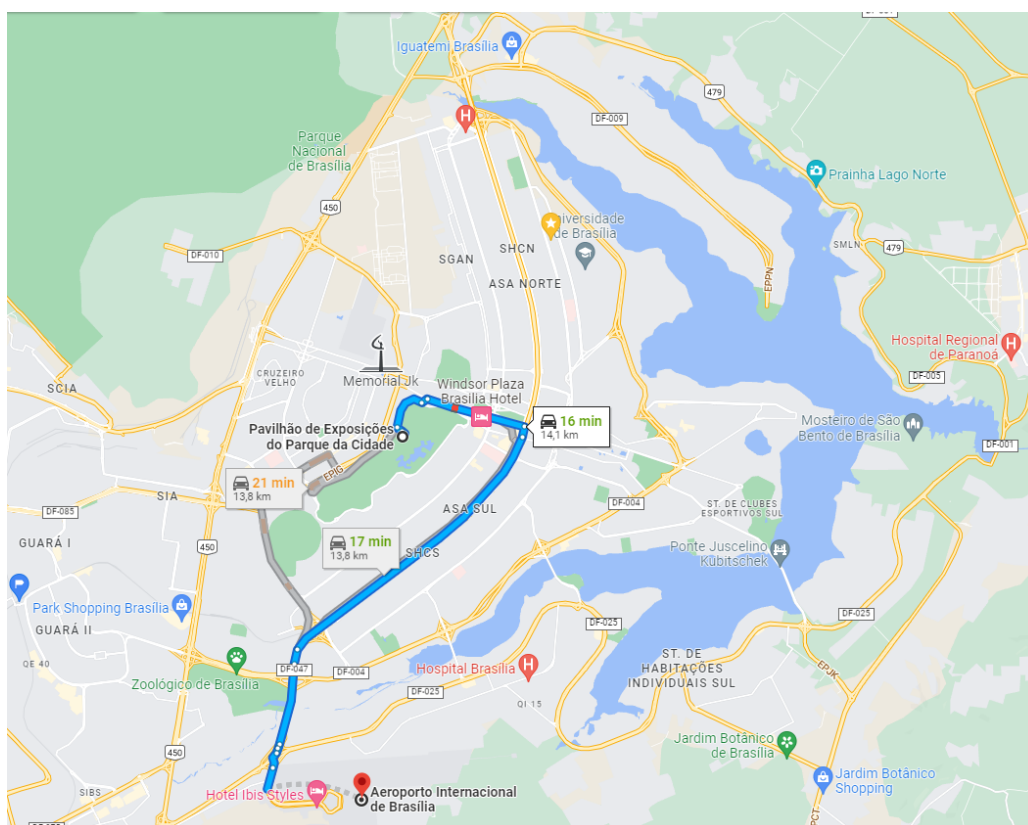 Iguatemi Brasília
479
DF-009
Parque
Nacional
de Brasília
Prainha Lago Norte
450
Universidade
de Brasília
SHCN
SMLN
479
DF-010
SGAN
ASA NORTE
EPPN
Hospital Regional
de Paranoá
CRUZEIRO
VELHO
Memorial Jk
Windsor Plaza
Brasilia Hotel
DF-005
SCIA
Pavilhão de Exposições
do Parque da Cidade
16 min
14,1 km
Mosteiro de São
Bento de Brasília
DF-001
EPIG
21 min
13,8 km
SIA
DF-085
ASA SUL
DF-004
ST. DE CLUBES
ESPORTIVOS SUL
GUARÁ I
450
17 min
13,8 km
SHCS
Ponte Juscelino
Kubitschek
Park Shopping Brasília
GUARÁ II
DF-025
DF-025
QE 40
DF-047
DF-004
Hospital Brasília
ST. DE
HABITAÇÕES
INDIVIDUAIS SUL
EPJK
Zoológico de Brasília
DF-025
QI 15
450
Jardim Botânico
de Brasília
Jardim Botânico
Shopping
SIBS
Hotel Ibis Styles
Aeroporto Internacional
de Brasília
EPCT